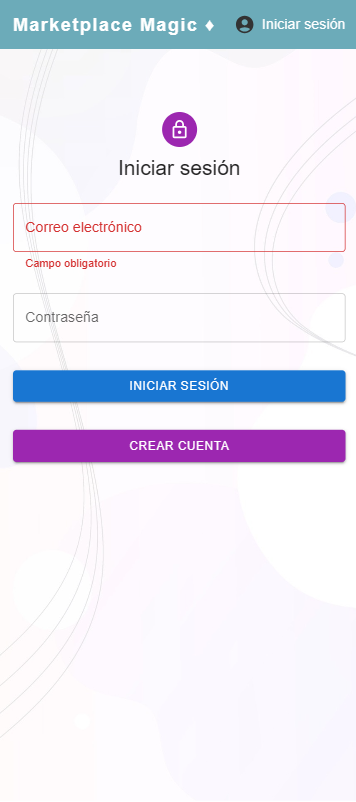 Marketplace Magic ♦ Iniciar sesión
Iniciar sesión
Correo electrónico
Campo obligatorio
Contraseña
INICIAR SESIÓN
CREAR CUENTA